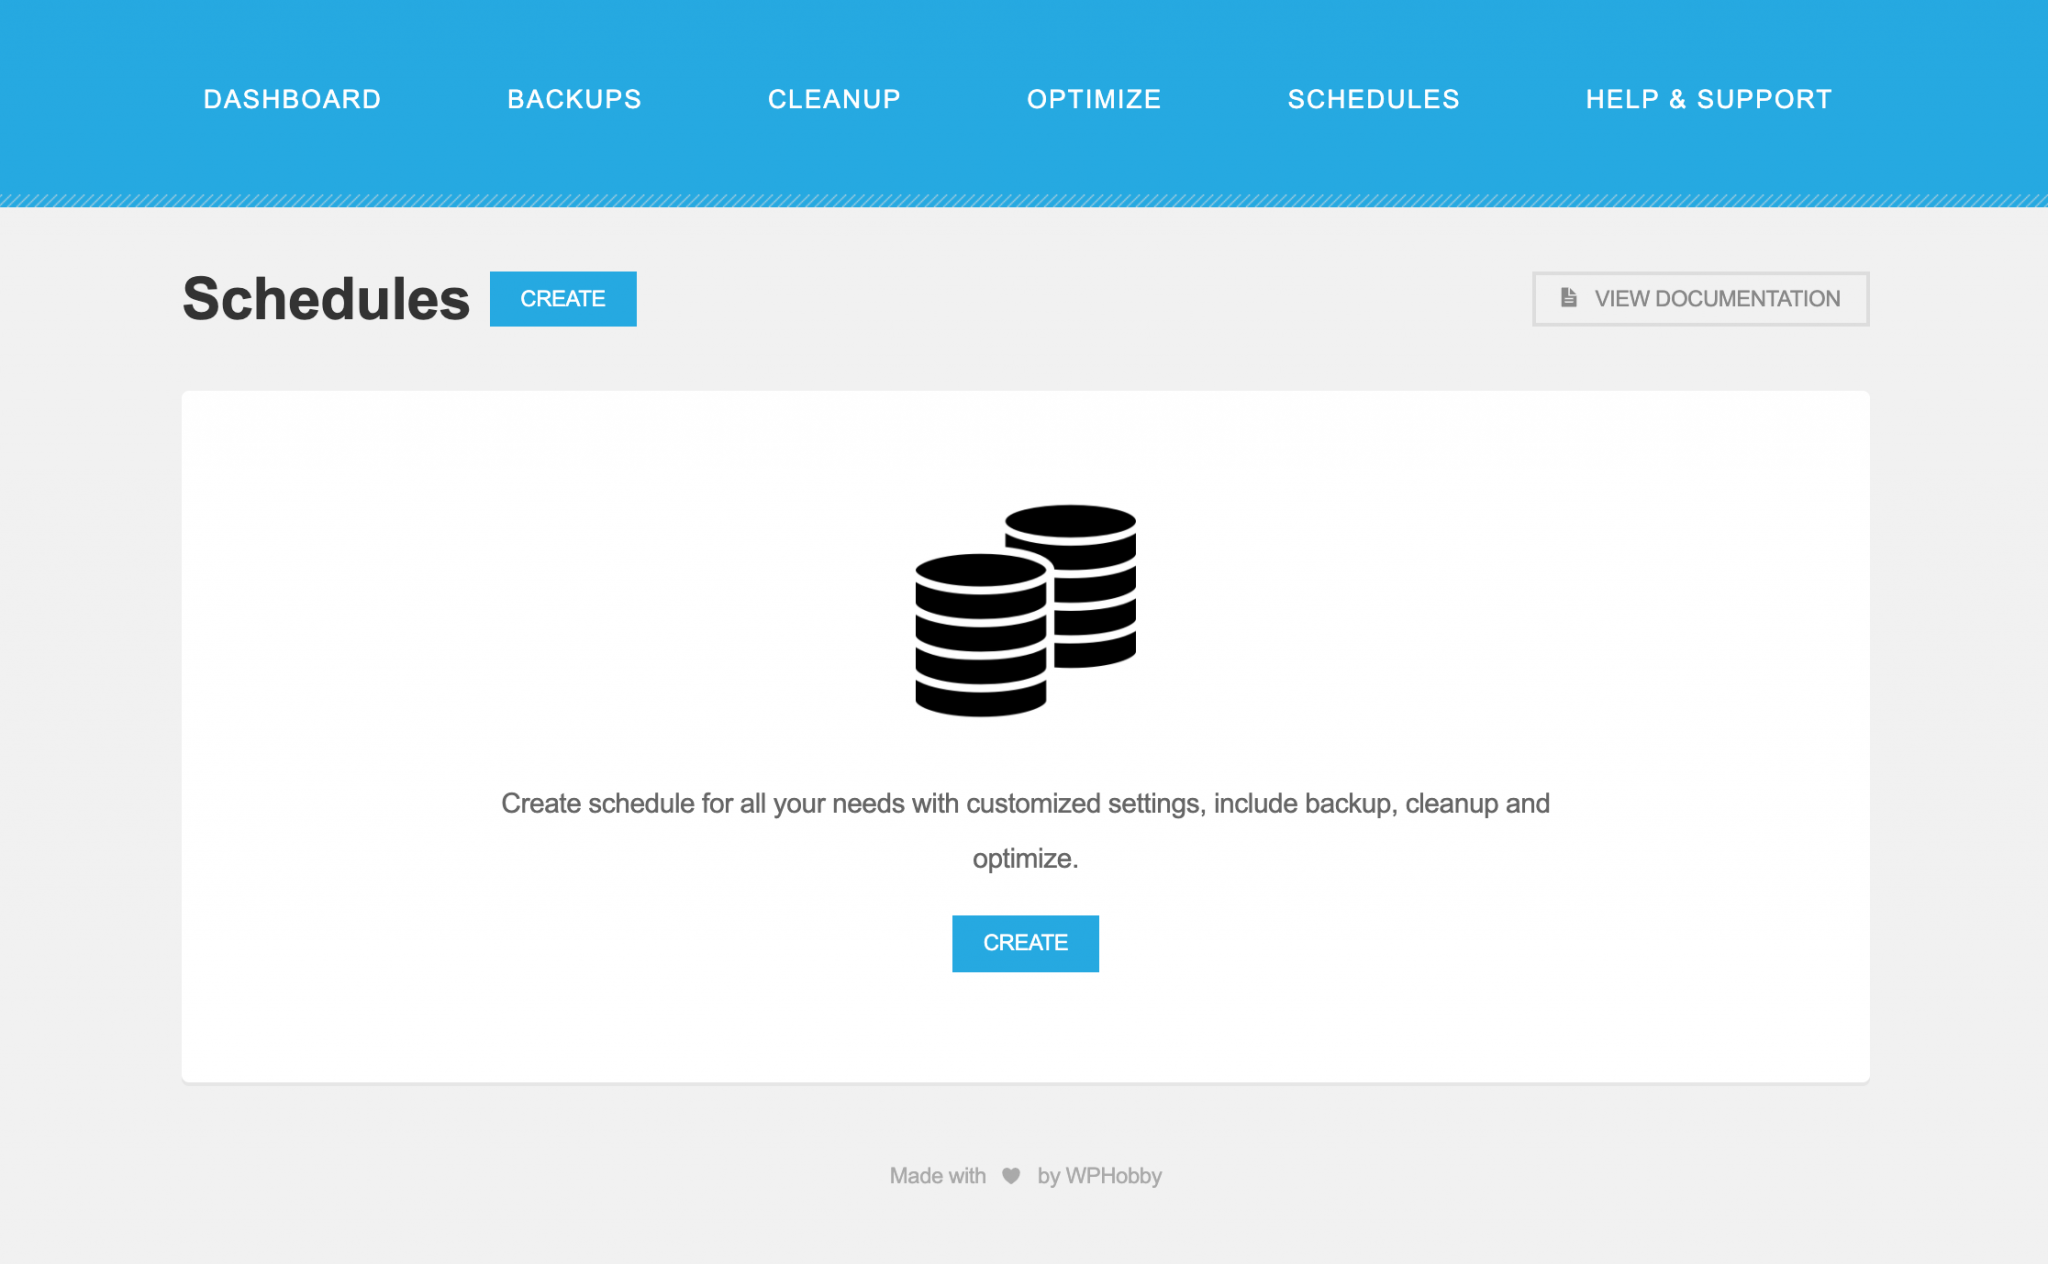 DASHBOARD BACKUPS CLEANUP OPTIMIZE SCHEDULES HELP & SUPPORT
Schedules CREATE VIEW DOCUMENTATION
Create schedule for all your needs with customized settings, include backup, cleanup and
optimize.
CREATE
Made with by WPHobby